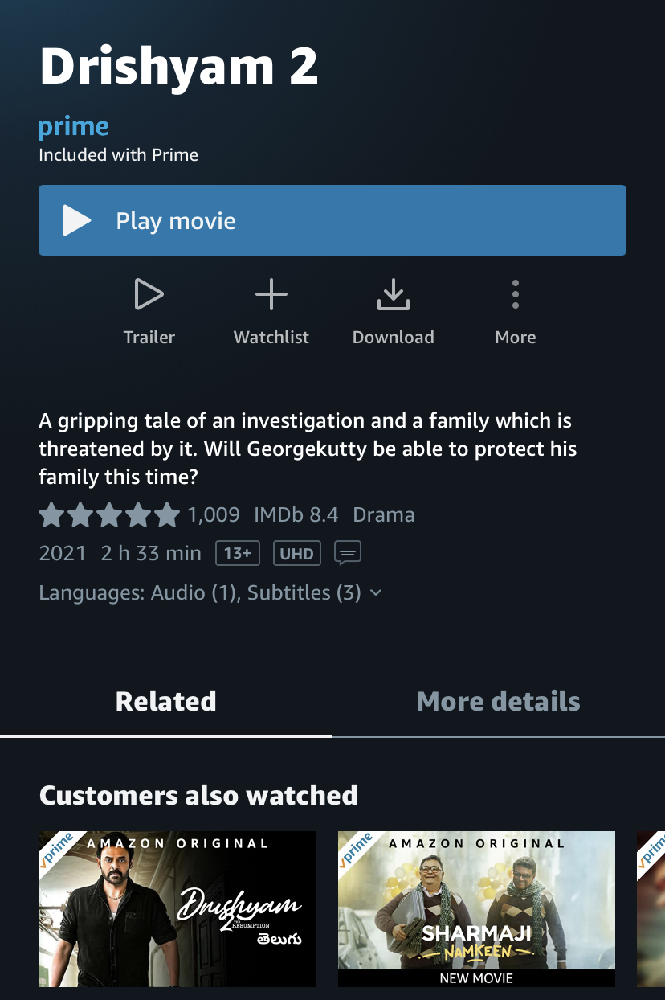 Drishyam 2
prime
Included with Prime
Play movie
Trailer
Watchlist
Download
More
A gripping tale of an investigation and a family which is
threatened by it. Will Georgekutty be able to protect his
family this time?
1,009 IMDb 8.4 Drama
2021 2 h 33 min 13+ UHD
Languages: Audio (1), Subtitles (3)
Related
More details
Customers also watched
prime
AMAZON ORIGINAL
Drushyam
2 THE RESUMPTION
తెలుగు
prime
AMAZON ORIGINAL
SHARMAJI
NAMKEEN
NEW MOVIE
prime